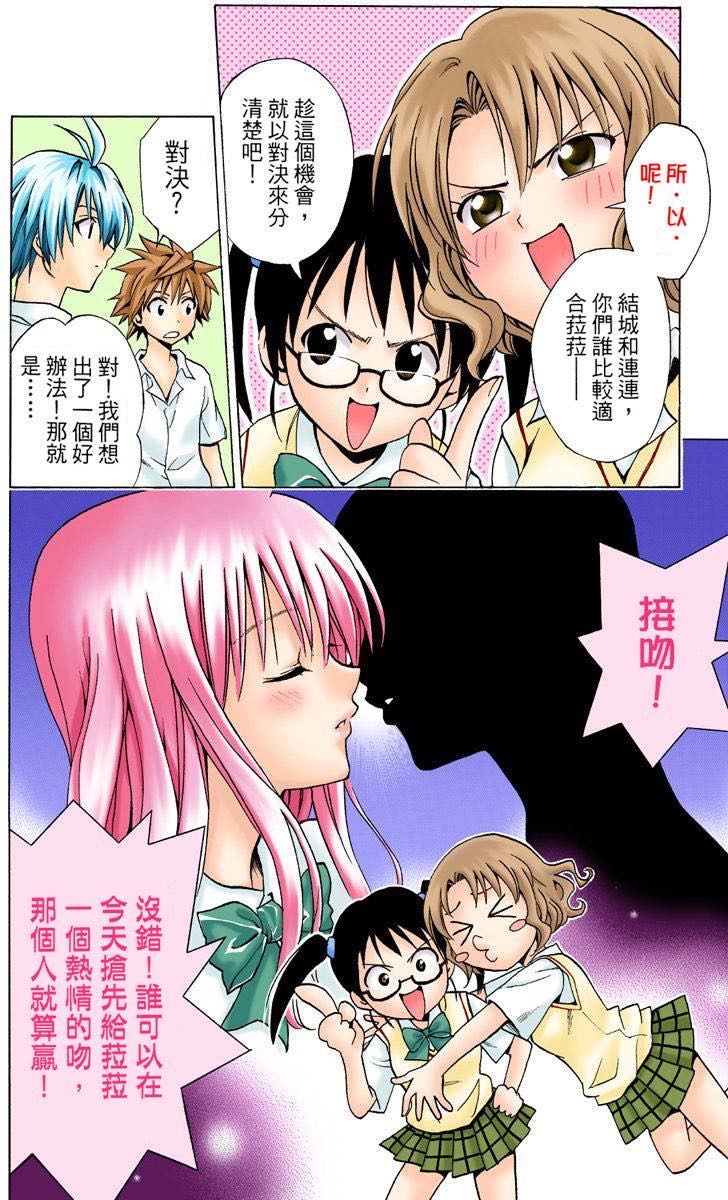 所・以・
呢！
結城和連連，
你們誰比較適
合菈菈——
趁這個機會，
就以對決來分
清楚吧！
對決？
對！我們想
出了一個好
辦法！那就
是……
接吻！
沒錯！誰可以在
今天搶先給菈菈
一個熱情的吻，
那個人就算贏！